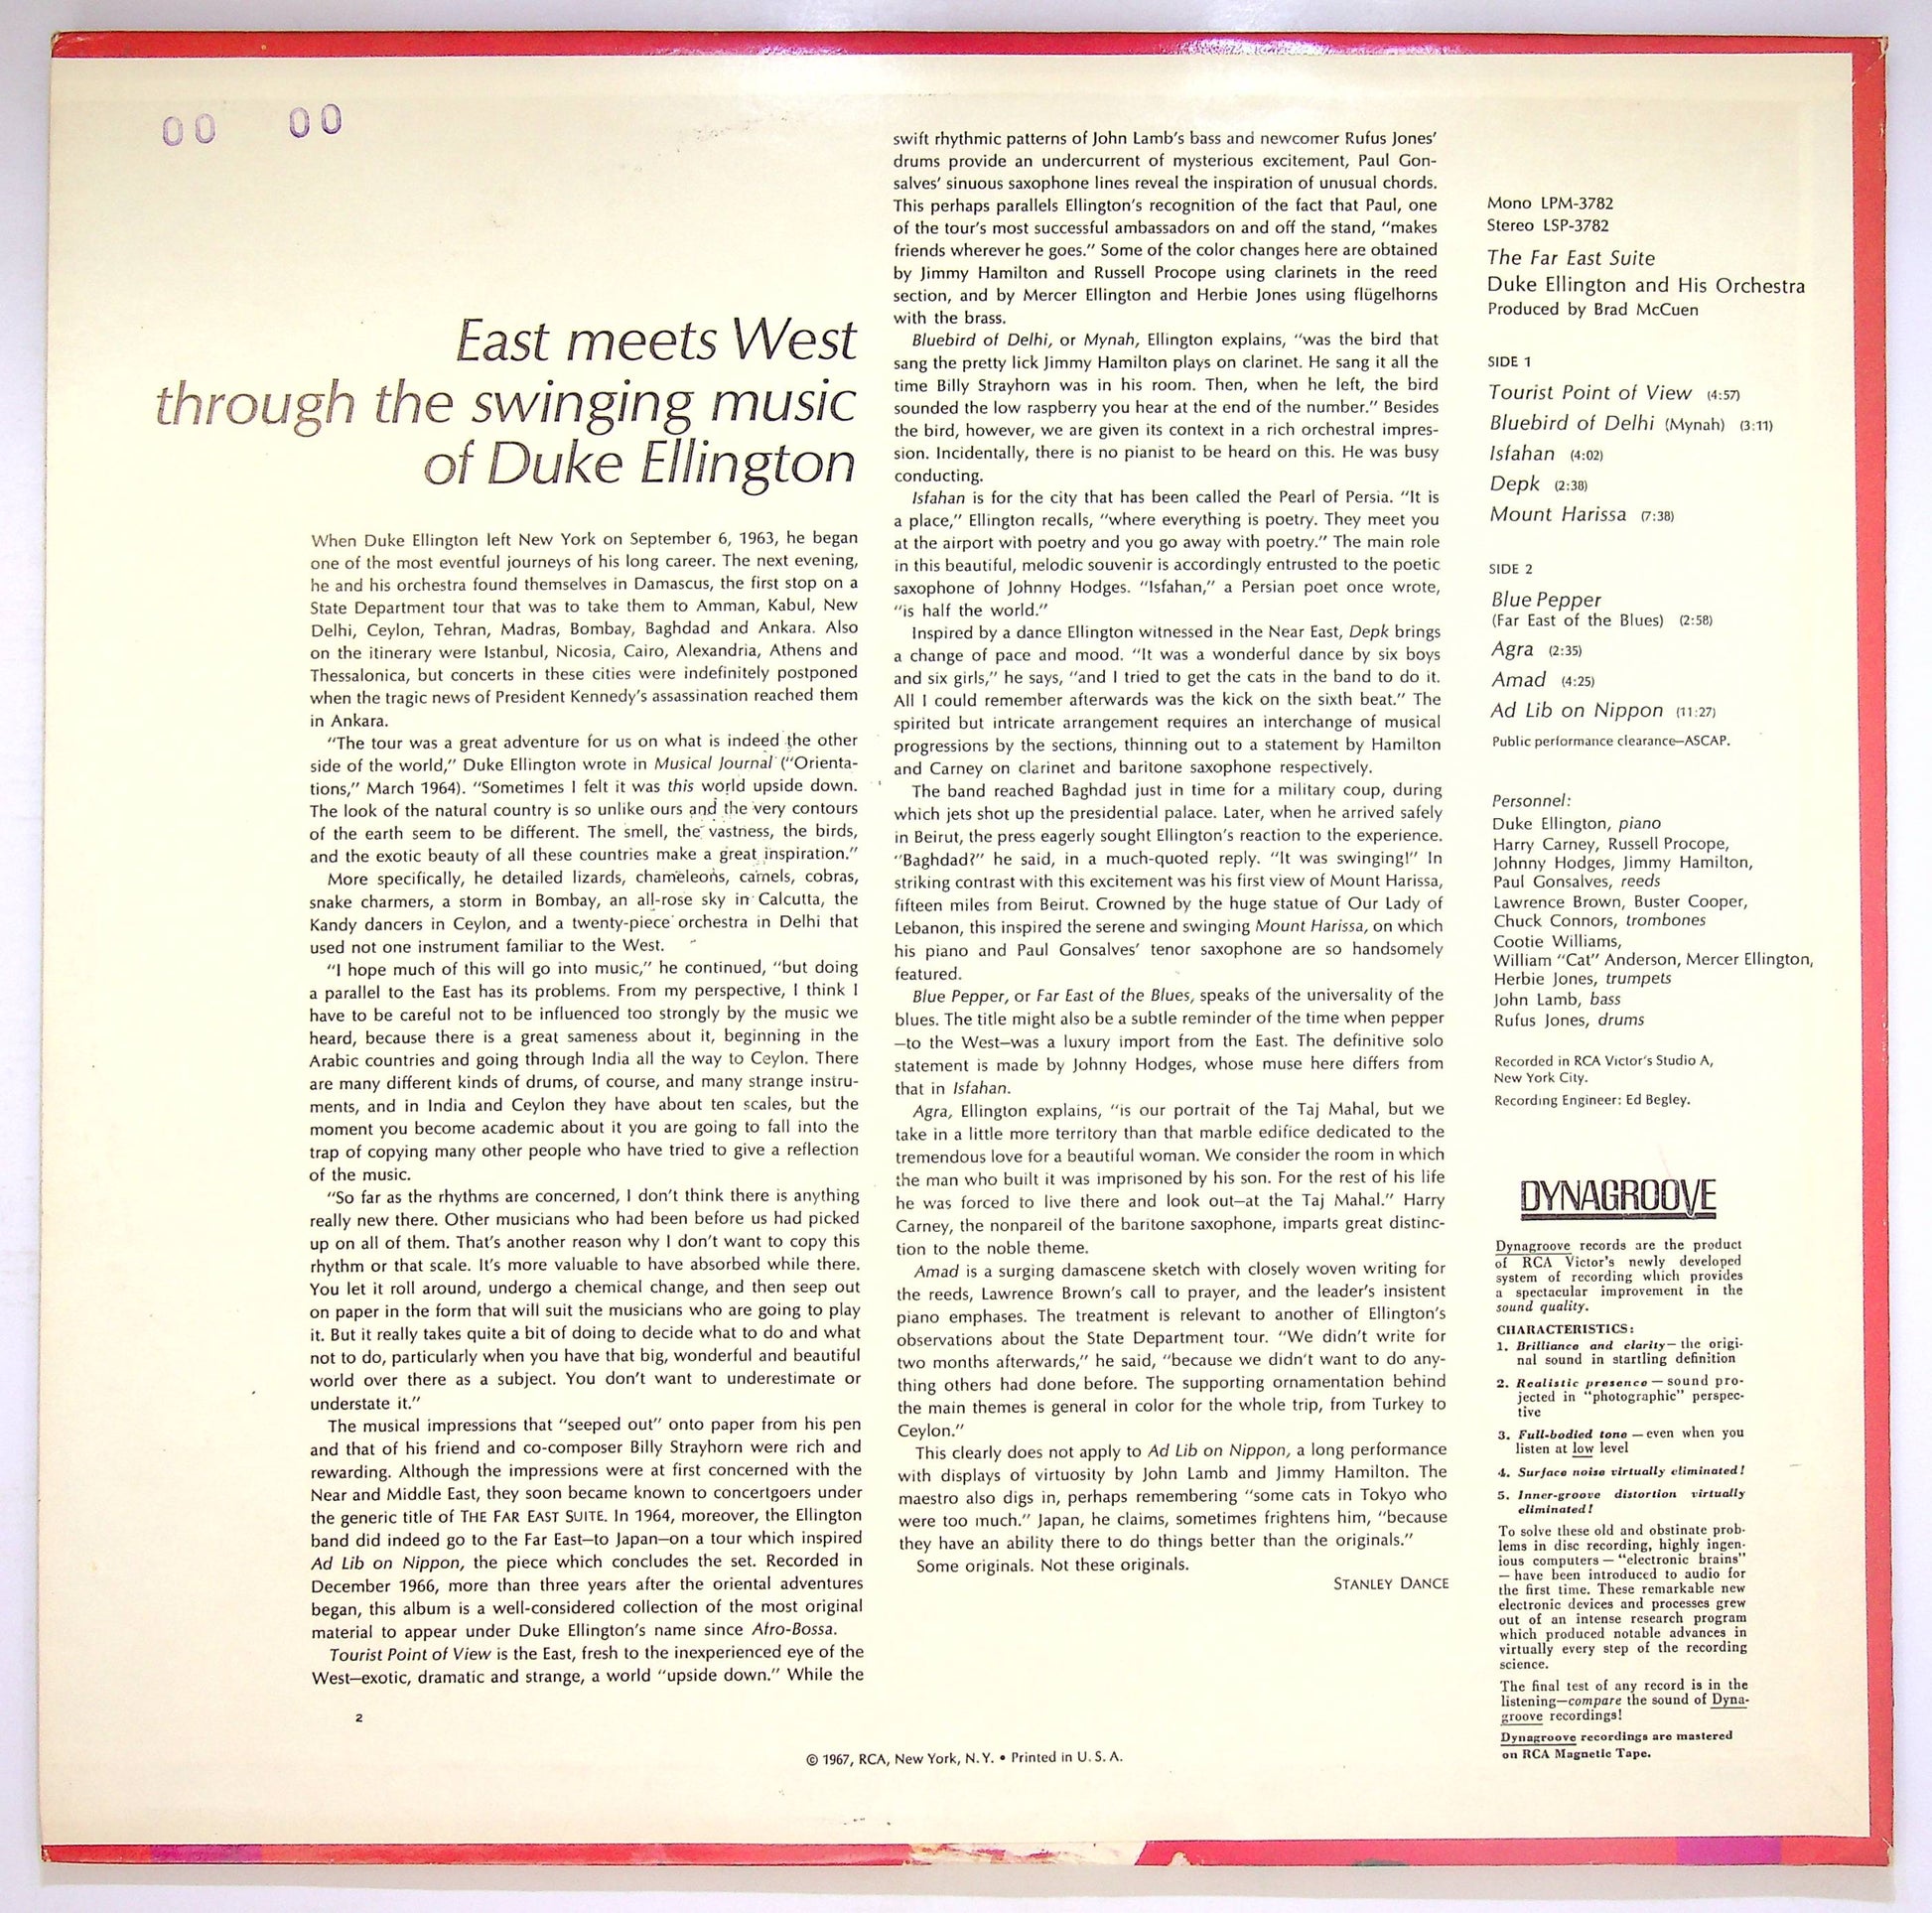 00 00
East meets West
through the swinging music
of Duke Ellington
When Duke Ellington left New York on September 6, 1963, he began
one of the most eventful journeys of his long career. The next evening,
he and his orchestra found themselves in Damascus, the first stop on a
State Department tour that was to take them to Amman, Kabul, New
Delhi, Ceylon, Tehran, Madras, Bombay, Baghdad and Ankara. Also
on the itinerary were Istanbul, Nicosia, Cairo, Alexandria, Athens and
Thessalonica, but concerts in these cities were indefinitely postponed
when the tragic news of President Kennedy's assassination reached them
in Ankara.
"The tour was a great adventure for us on what is indeed the other
side of the world," Duke Ellington wrote in Musical Journal ("Orienta-
tions," March 1964). "Sometimes I felt it was this world upside down.
The look of the natural country is so unlike ours and the very contours
of the earth seem to be different. The smell, the vastness, the birds,
and the exotic beauty of all these countries make a great inspiration."
More specifically, he detailed lizards, chameleons, camels, cobras,
snake charmers, a storm in Bombay, an all-rose sky in Calcutta, the
Kandy dancers in Ceylon, and a twenty-piece orchestra in Delhi that
used not one instrument familiar to the West.
"I hope much of this will go into music," he continued, "but doing
a parallel to the East has its problems. From my perspective, I think I
have to be careful not to be influenced too strongly by the music we
heard, because there is a great sameness about it, beginning in the
Arabic countries and going through India all the way to Ceylon. There
are many different kinds of drums, of course, and many strange instru-
ments, and in India and Ceylon they have about ten scales, but the
moment you become academic about it you are going to fall into the
trap of copying many other people who have tried to give a reflection
of the music.
"So far as the rhythms are concerned, I don't think there is anything
really new there. Other musicians who had been before us had picked
up on all of them. That's another reason why I don't want to copy this
rhythm or that scale. It's more valuable to have absorbed while there.
You let it roll around, undergo a chemical change, and then seep out
on paper in the form that will suit the musicians who are going to play
it. But it really takes quite a bit of doing to decide what to do and what
not to do, particularly when you have that big, wonderful and beautiful
world over there as a subject. You don't want to underestimate or
understate it."
The musical impressions that "seeped out" onto paper from his pen
and that of his friend and co-composer Billy Strayhorn were rich and
rewarding. Although the impressions were at first concerned with the
Near and Middle East, they soon became known to concertgoers under
the generic title of THE FAR EAST SUITE. In 1964, moreover, the Ellington
band did indeed go to the Far East—to Japan—on a tour which inspired
Ad Lib on Nippon, the piece which concludes the set. Recorded in
December 1966, more than three years after the oriental adventures
began, this album is a well-considered collection of the most original
material to appear under Duke Ellington's name since Afro-Bossa.
Tourist Point of View is the East, fresh to the inexperienced eye of the
West—exotic, dramatic and strange, a world "upside down." While the
2
swift rhythmic patterns of John Lamb's bass and newcomer Rufus Jones'
drums provide an undercurrent of mysterious excitement, Paul Gon-
salves' sinuous saxophone lines reveal the inspiration of unusual chords.
This perhaps parallels Ellington's recognition of the fact that Paul, one
of the tour's most successful ambassadors on and off the stand, "makes
friends wherever he goes." Some of the color changes here are obtained
by Jimmy Hamilton and Russell Procope using clarinets in the reed
section, and by Mercer Ellington and Herbie Jones using flügelhorns
with the brass.
Bluebird of Delhi, or Mynah, Ellington explains, "was the bird that
sang the pretty lick Jimmy Hamilton plays on clarinet. He sang it all the
time Billy Strayhorn was in his room. Then, when he left, the bird
sounded the low raspberry you hear at the end of the number." Besides
the bird, however, we are given its context in a rich orchestral impres-
sion. Incidentally, there is no pianist to be heard on this. He was busy
conducting.
Isfahan is for the city that has been called the Pearl of Persia. "It is
a place," Ellington recalls, "where everything is poetry. They meet you
at the airport with poetry and you go away with poetry." The main role
in this beautiful, melodic souvenir is accordingly entrusted to the poetic
saxophone of Johnny Hodges. "Isfahan," a Persian poet once wrote,
"is half the world."
Inspired by a dance Ellington witnessed in the Near East, Depk brings
a change of pace and mood. "It was a wonderful dance by six boys
and six girls," he says, "and I tried to get the cats in the band to do it.
All I could remember afterwards was the kick on the sixth beat." The
spirited but intricate arrangement requires an interchange of musical
progressions by the sections, thinning out to a statement by Hamilton
and Carney on clarinet and baritone saxophone respectively.
The band reached Baghdad just in time for a military coup, during
which jets shot up the presidential palace. Later, when he arrived safely
in Beirut, the press eagerly sought Ellington's reaction to the experience.
"Baghdad?" he said, in a much-quoted reply. "It was swinging!" In
striking contrast with this excitement was his first view of Mount Harissa,
fifteen miles from Beirut. Crowned by the huge statue of Our Lady of
Lebanon, this inspired the serene and swinging Mount Harissa, on which
his piano and Paul Gonsalves' tenor saxophone are so handsomely
featured.
Blue Pepper, or Far East of the Blues, speaks of the universality of the
blues. The title might also be a subtle reminder of the time when pepper
—to the West—was a luxury import from the East. The definitive solo
statement is made by Johnny Hodges, whose muse here differs from
that in Isfahan.
Agra, Ellington explains, "is our portrait of the Taj Mahal, but we
take in a little more territory than that marble edifice dedicated to the
tremendous love for a beautiful woman. We consider the room in which
the man who built it was imprisoned by his son. For the rest of his life
he was forced to live there and look out—at the Taj Mahal." Harry
Carney, the nonpareil of the baritone saxophone, imparts great distinc-
tion to the noble theme.
Amad is a surging damascene sketch with closely woven writing for
the reeds, Lawrence Brown's call to prayer, and the leader's insistent
piano emphases. The treatment is relevant to another of Ellington's
observations about the State Department tour. "We didn't write for
two months afterwards," he said, "because we didn't want to do any-
thing others had done before. The supporting ornamentation behind
the main themes is general in color for the whole trip, from Turkey to
Ceylon."
This clearly does not apply to Ad Lib on Nippon, a long performance
with displays of virtuosity by John Lamb and Jimmy Hamilton. The
maestro also digs in, perhaps remembering "some cats in Tokyo who
were too much." Japan, he claims, sometimes frightens him, "because
they have an ability there to do things better than the originals."
Some originals. Not these originals.
STANLEY DANCE
Mono LPM-3782
Stereo LSP-3782
The Far East Suite
Duke Ellington and His Orchestra
Produced by Brad McCuen
SIDE 1
Tourist Point of View (4:57)
Bluebird of Delhi (Mynah) (3:11)
Isfahan (4:02)
Depk (2:38)
Mount Harissa (7:38)
SIDE 2
Blue Pepper
(Far East of the Blues) (2:58)
Agra (2:35)
Amad (4:25)
Ad Lib on Nippon (11:27)
Public performance clearance—ASCAP.
Personnel:
Duke Ellington, piano
Harry Carney, Russell Procope,
Johnny Hodges, Jimmy Hamilton,
Paul Gonsalves, reeds
Lawrence Brown, Buster Cooper,
Chuck Connors, trombones
Cootie Williams,
William "Cat" Anderson, Mercer Ellington,
Herbie Jones, trumpets
John Lamb, bass
Rufus Jones, drums
Recorded in RCA Victor's Studio A,
New York City.
Recording Engineer: Ed Begley.
DYNAGROOVE
Dynagroove records are the product
of RCA Victor's newly developed
system of recording which provides
a spectacular improvement in the
sound quality.
CHARACTERISTICS:
1. Brilliance and clarity—the origi-
nal sound in startling definition
2. Realistic presence—sound pro-
jected in "photographic" perspec-
tive
3. Full-bodied tone—even when you
listen at low level
4. Surface noise virtually eliminated!
5. Inner-groove distortion virtually
eliminated!
To solve these old and obstinate prob-
lems in disc recording, highly ingen-
ious computers—"electronic brains"
—have been introduced to audio for
the first time. These remarkable new
electronic devices and processes grew
out of an intense research program
which produced notable advances in
virtually every step of the recording
science.
The final test of any record is in the
listening—compare the sound of Dyna-
groove recordings!
Dynagroove recordings are mastered
on RCA Magnetic Tape.
© 1967, RCA, New York, N.Y. • Printed in U.S.A.